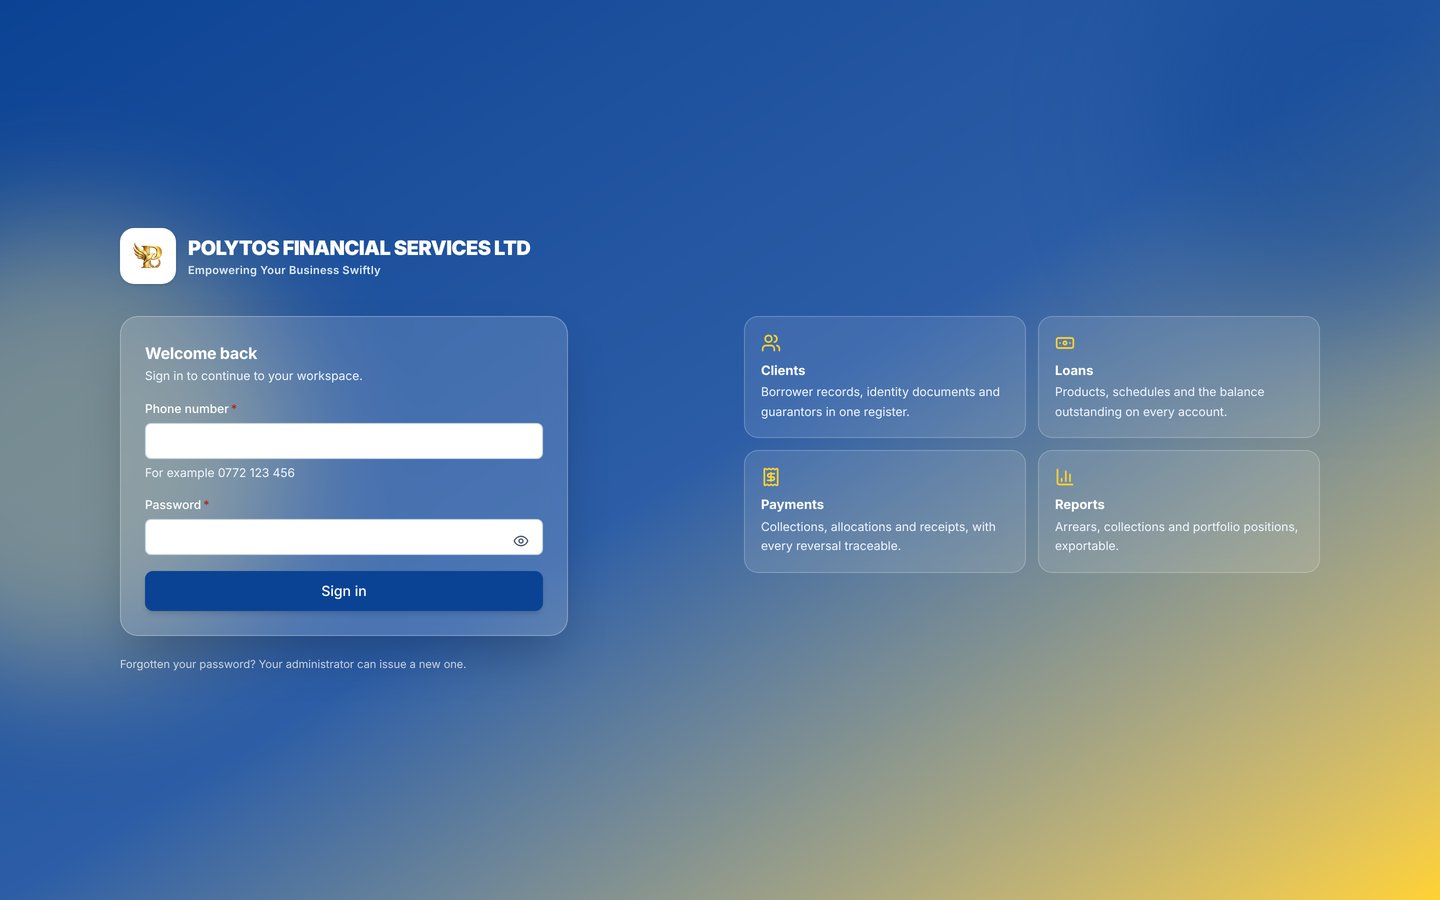 POLYTOS FINANCIAL SERVICES LTD
Empowering Your Business Swiftly
Welcome back
Sign in to continue to your workspace.
Phone number *
For example 0772 123 456
Password *
Sign in
Forgotten your password? Your administrator can issue a new one.
Clients
Borrower records, identity documents and
guarantors in one register.
Loans
Products, schedules and the balance
outstanding on every account.
Payments
Collections, allocations and receipts, with
every reversal traceable.
Reports
Arrears, collections and portfolio positions,
exportable.